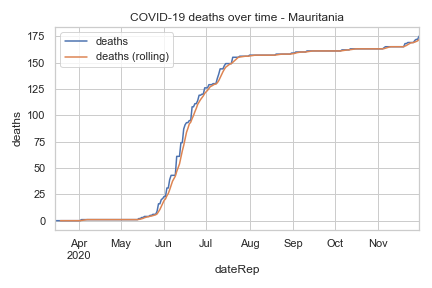 COVID-19 deaths over time - Mauritania
deaths
deaths (rolling)
175
150
125
100
75
50
25
0
deaths
Apr May Jun Jul Aug Sep Oct Nov
2020
dateRep